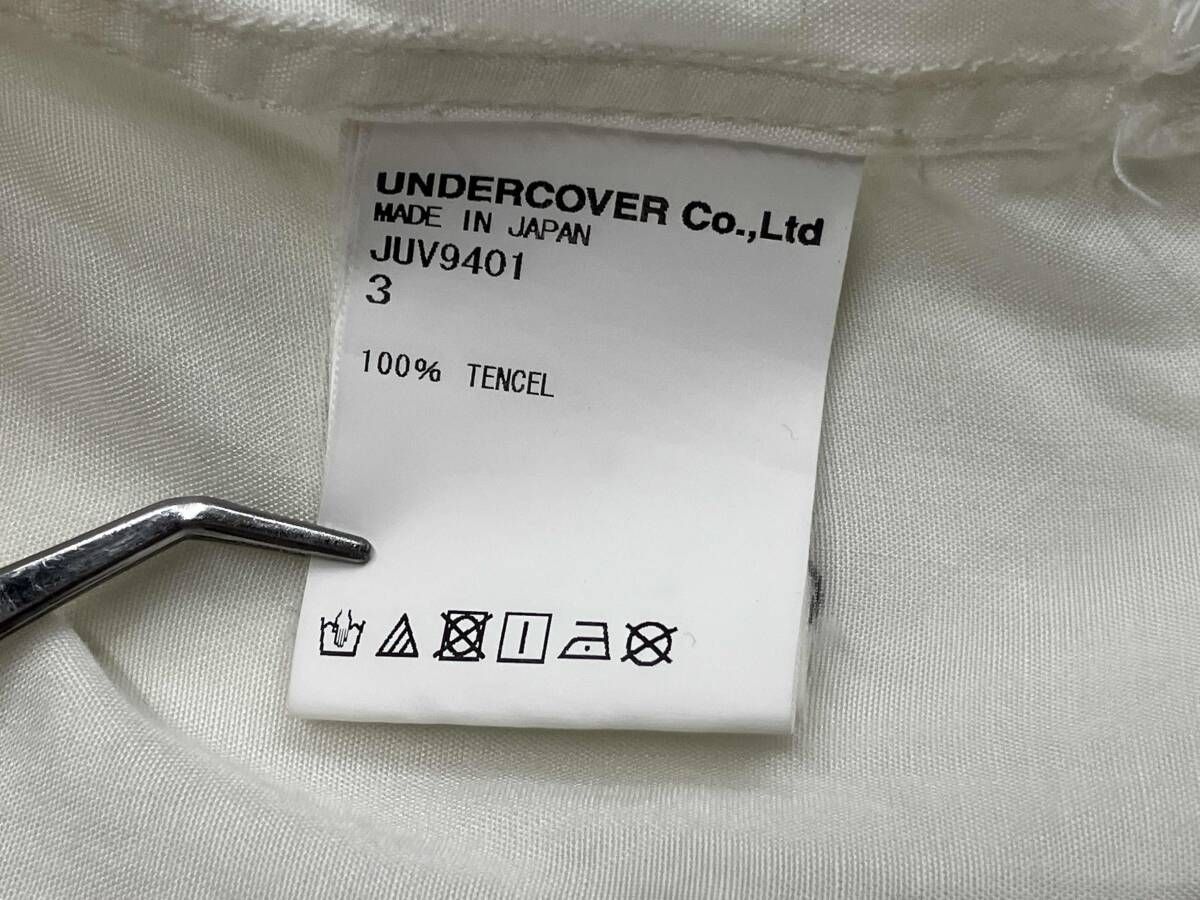 UNDERCOVER Co.,Ltd
MADE IN JAPAN
JUV9401
3
100% TENCEL